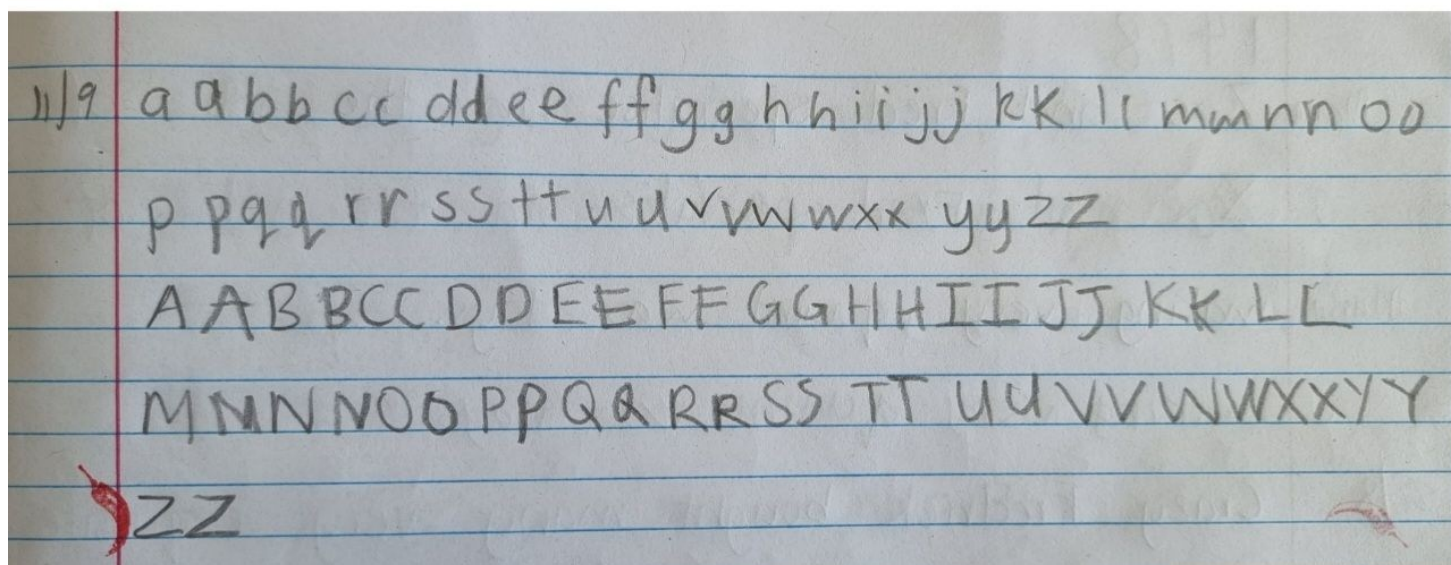 11/9 a a b b c c d d e e f f g g h h i i j j k k l l m m n n o o
p p q q r r s s t t u u v v w w x x y y z z
A A B B C C D D E E F F G G H H I I J J K K L L
M M N N O O P P Q Q R R S S T T U U V V W W X X Y Y
Z Z